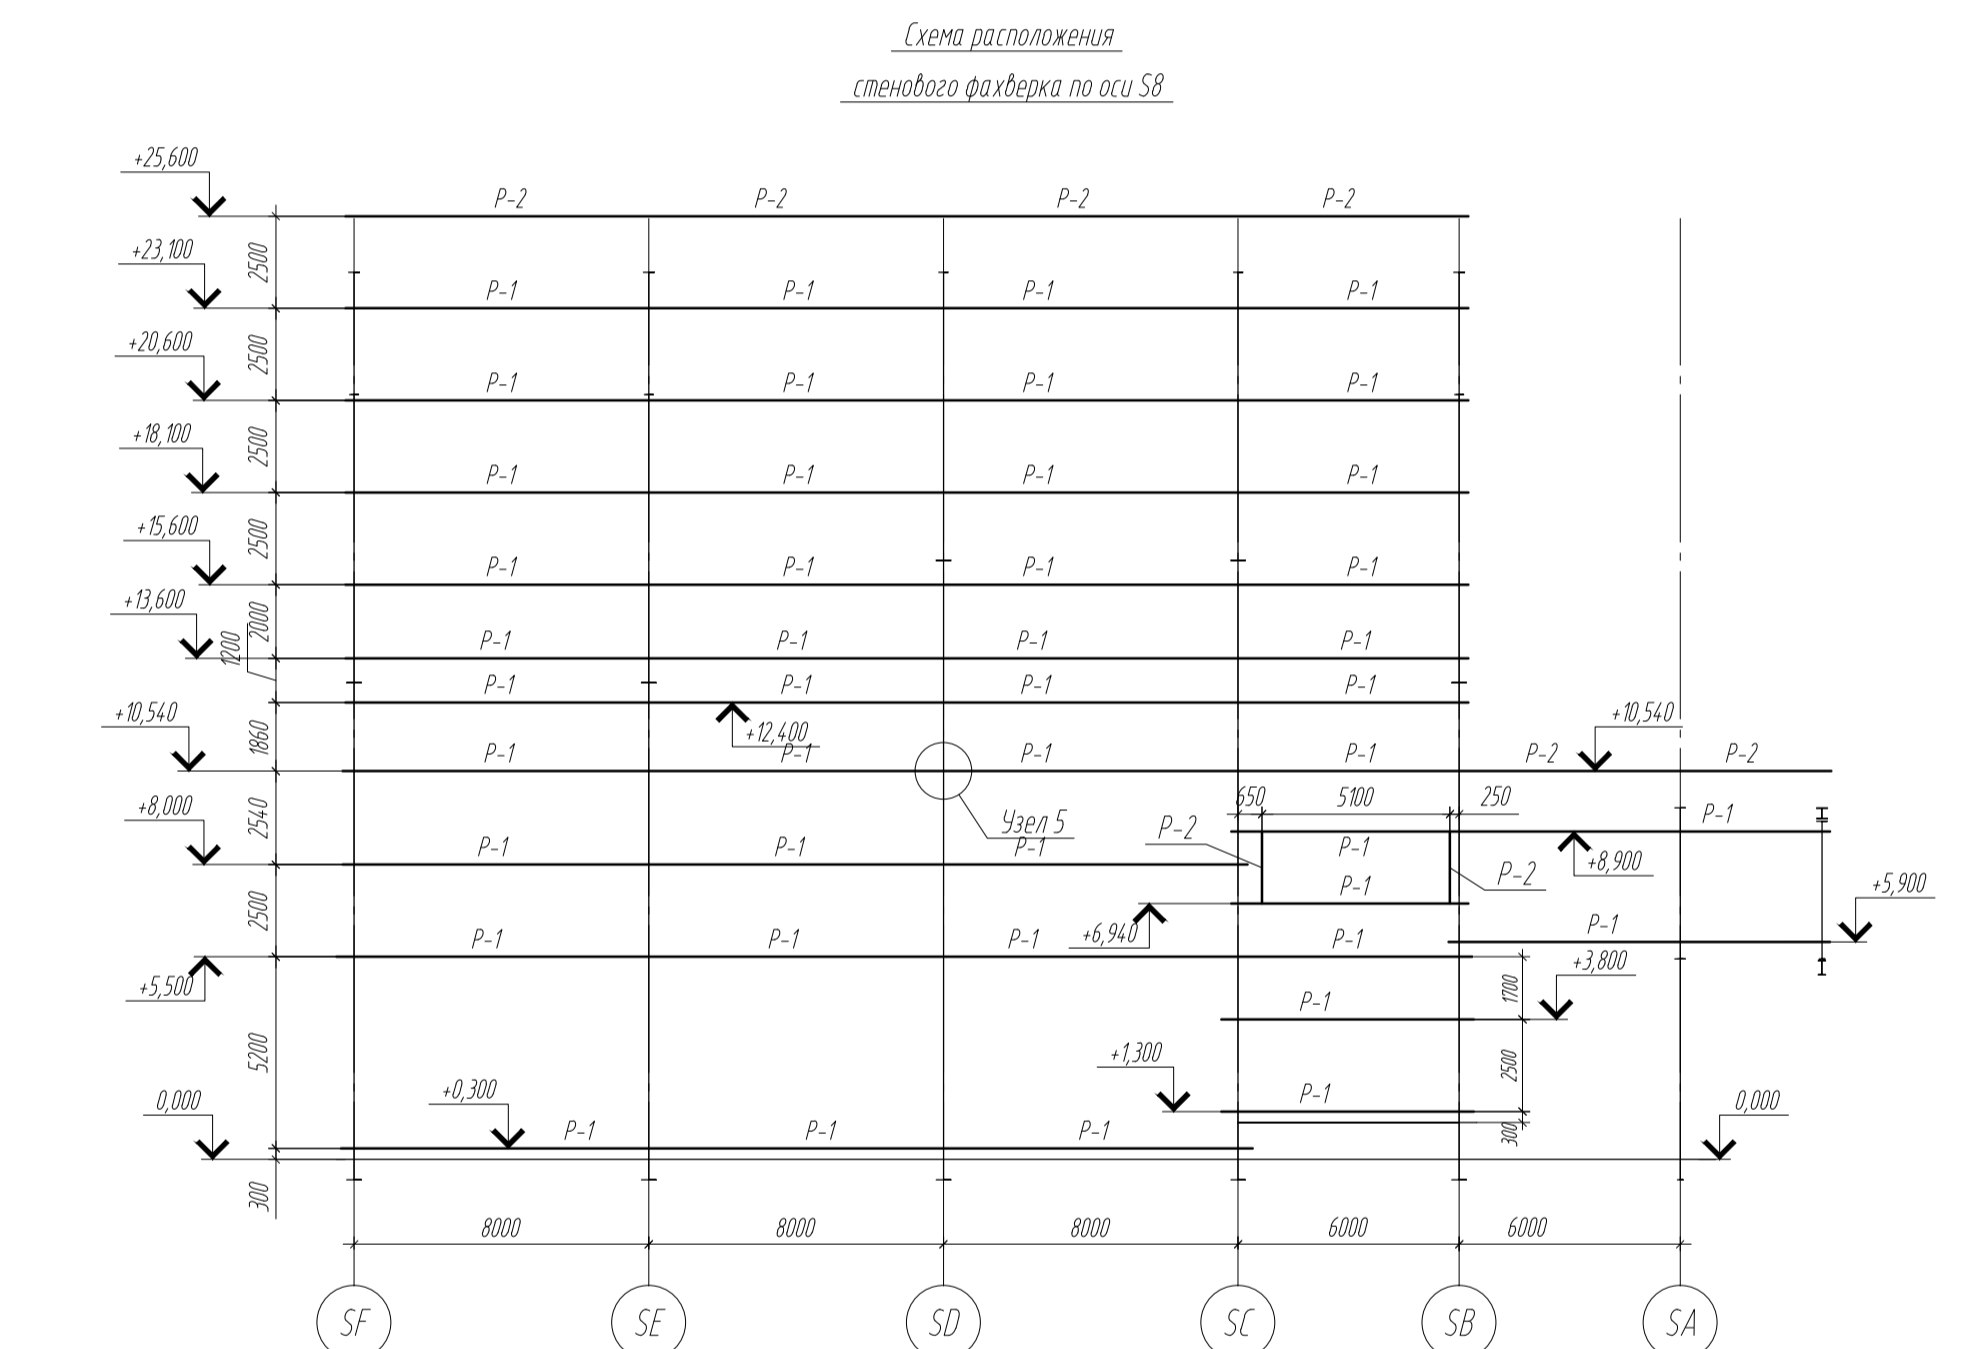 Схема расположения
стенового фахверка по оси S8
+25,600
P-2 P-2 P-2 P-2
+23,100
2500
P-1 P-1 P-1 P-1
+20,600
2500
P-1 P-1 P-1 P-1
+18,100
2500
P-1 P-1 P-1 P-1
+15,600
2500
P-1 P-1 P-1 P-1
+13,600
2000
1200
P-1 P-1 P-1 P-1
P-1 P-1 P-1 P-1
+10,540
+12,400
+10,540
1860
P-1 P-1 P-1 P-1 P-2 P-2
+8,000
2540
650 5100 250
Узел 5
P-2
P-1
P-1 P-1 P-1 P-1
+8,900
P-2
P-1
+5,900
2500
+6,940
P-1 P-1 P-1 P-1 P-1
+5,500
+3,800
1700
P-1
5200
+1,300
2500
+0,300
P-1
0,000
0,000
P-1 P-1 P-1
300
300
8000 8000 8000 6000 6000
SF SE SD SC SB SA